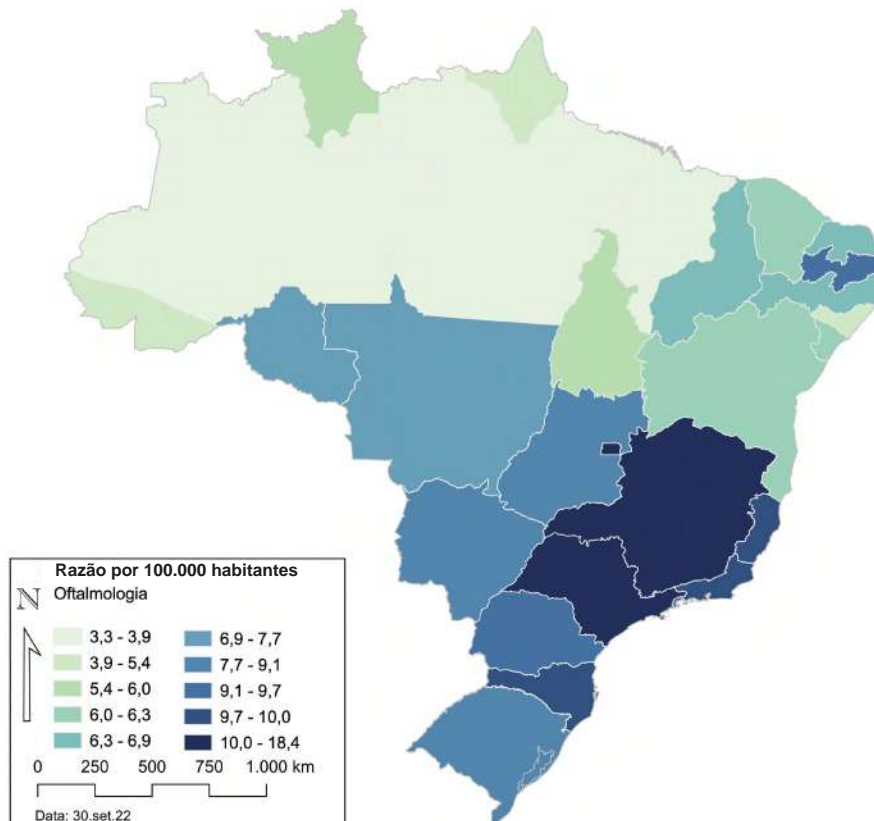 Razão por 100.000 habitantes
N
Oftalmologia
3,3 - 3,9
3,9 - 5,4
5,4 - 6,0
6,0 - 6,3
6,3 - 6,9
6,9 - 7,7
7,7 - 9,1
9,1 - 9,7
9,7 - 10,0
10,0 - 18,4
0 250 500 750 1.000 km
Data: 30.set.22